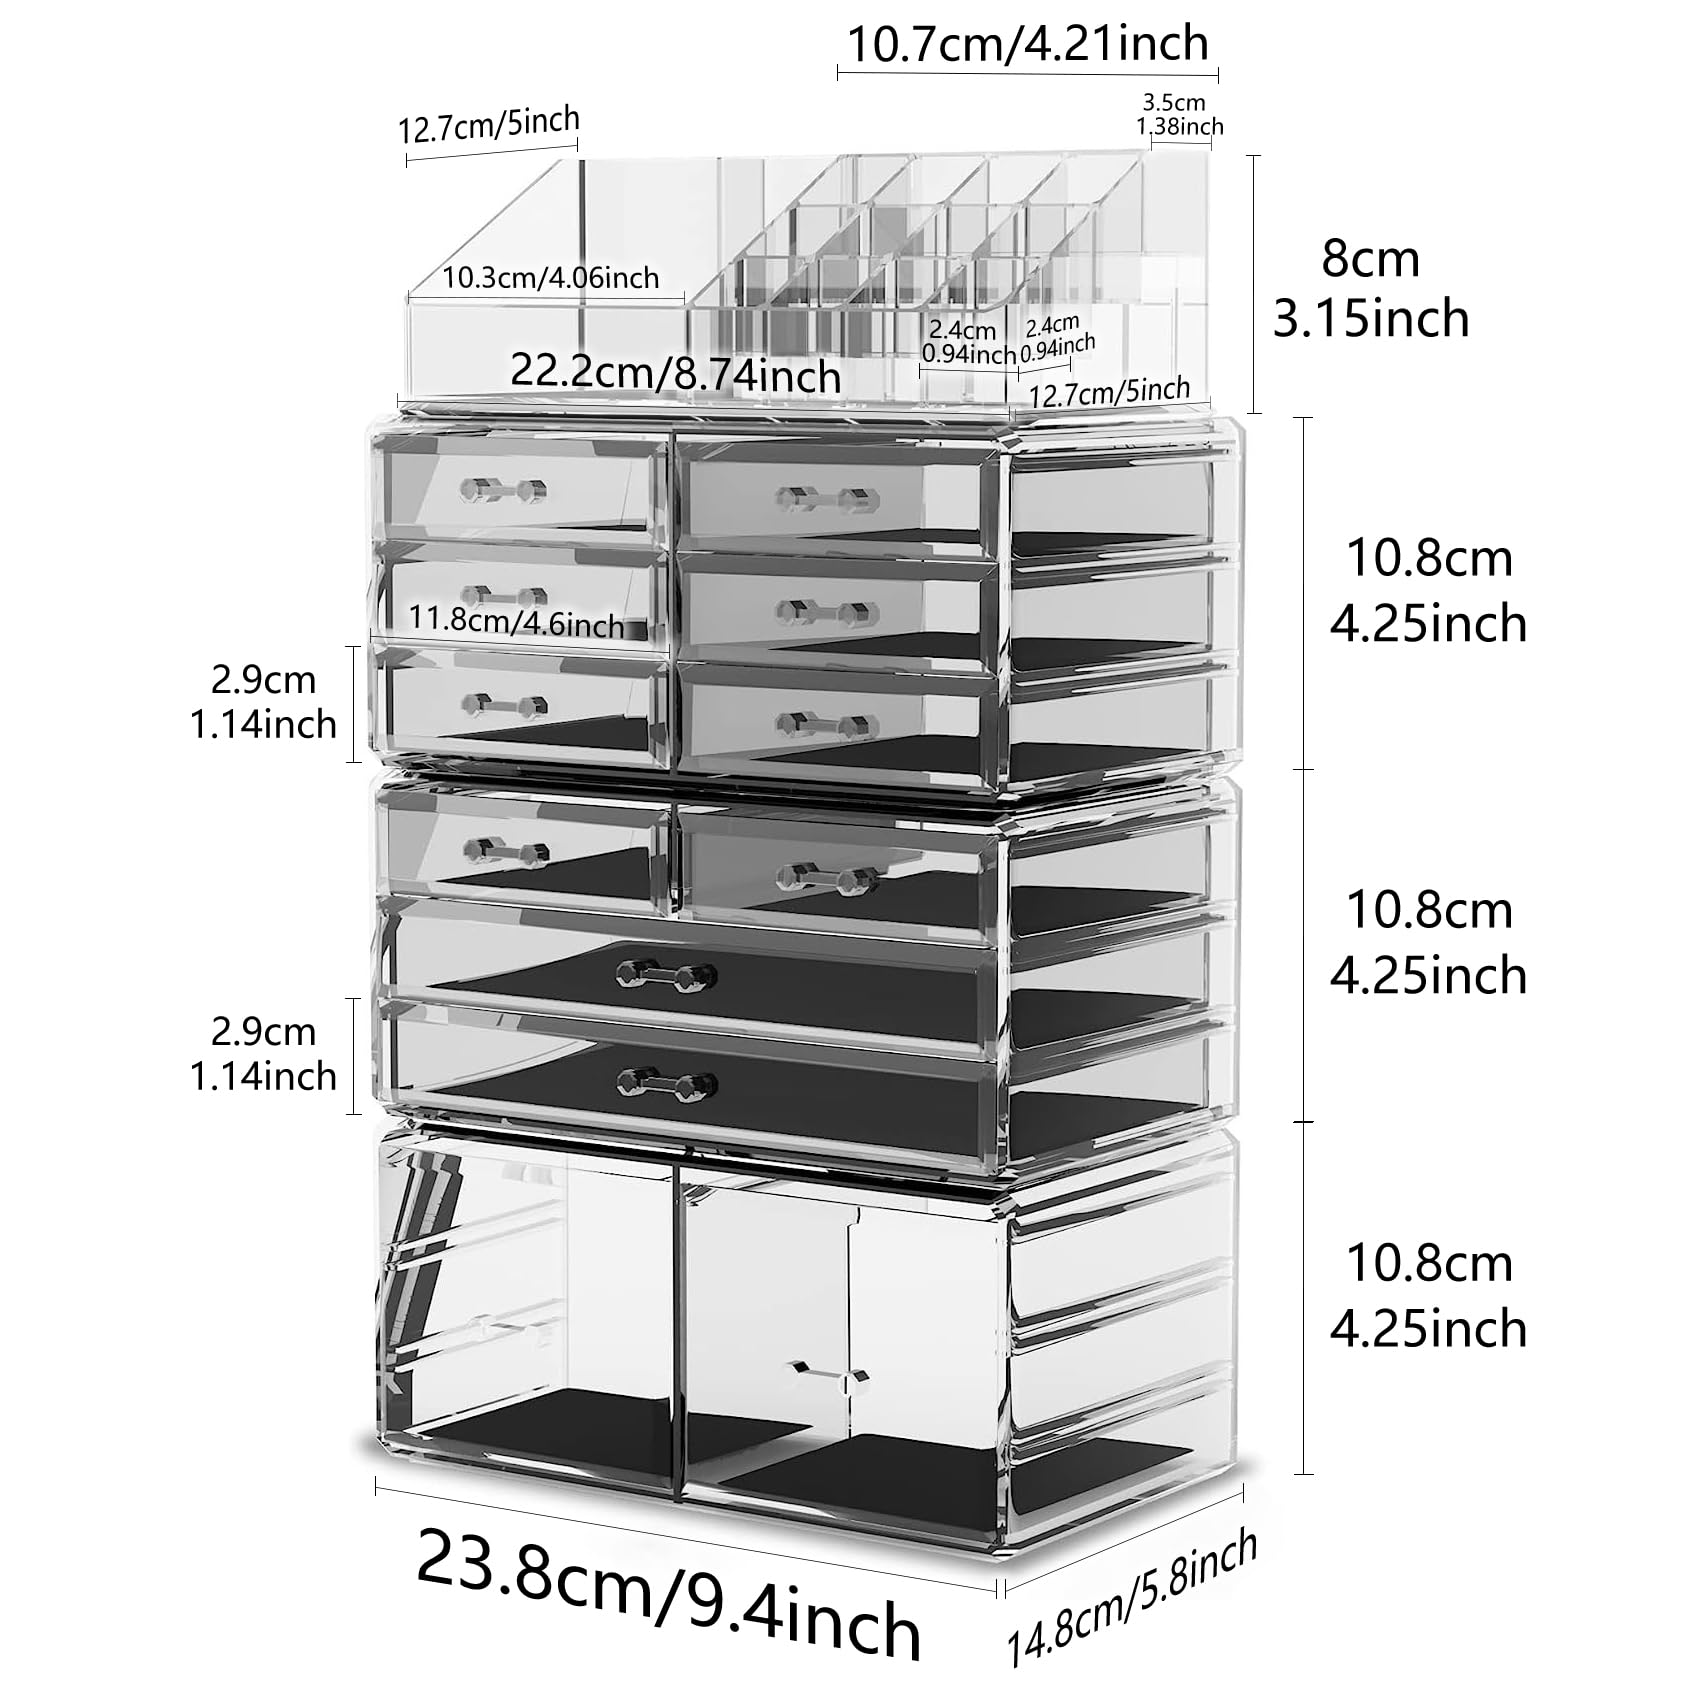 10.7cm/4.21inch
3.5cm
1.38inch
12.7cm/5inch
8cm
3.15inch
10.3cm/4.06inch
2.4cm
0.94inch
2.4cm
0.94inch
22.2cm/8.74inch
12.7cm/5inch
10.8cm
4.25inch
11.8cm/4.6inch
2.9cm
1.14inch
10.8cm
4.25inch
2.9cm
1.14inch
10.8cm
4.25inch
23.8cm/9.4inch
14.8cm/5.8inch